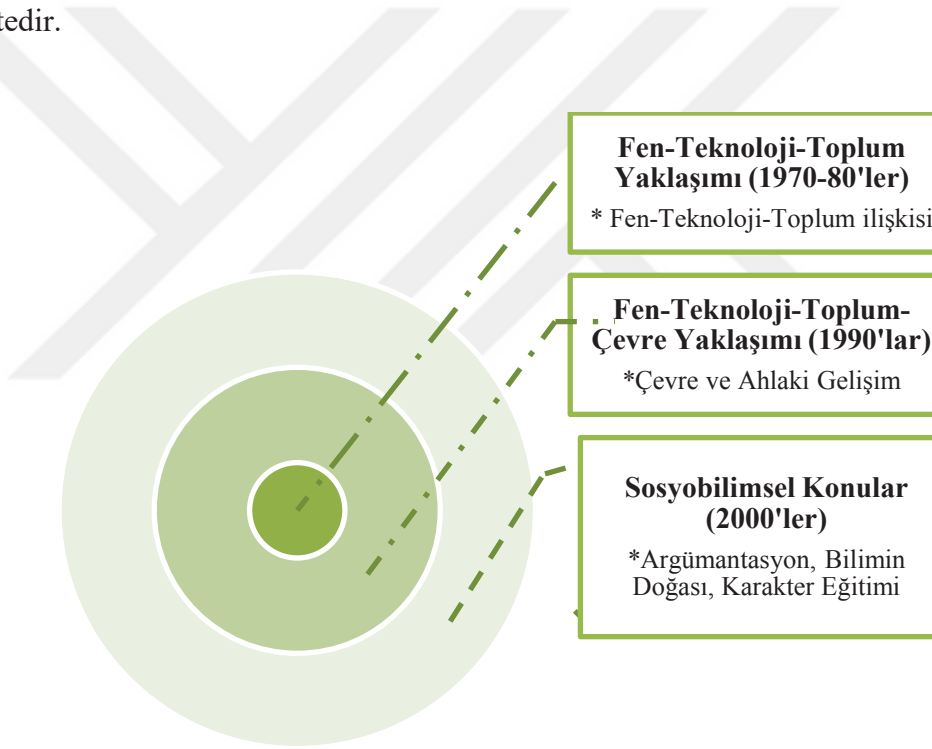 tedir.
Fen-Teknoloji-Toplum
Yaklaşımı (1970-80'ler)
* Fen-Teknoloji-Toplum ilişkisi
Fen-Teknoloji-Toplum-
Çevre Yaklaşımı (1990'lar)
*Çevre ve Ahlaki Gelişim
Sosyobilimsel Konular
(2000'ler)
*Argümantasyon, Bilimin
Doğası, Karakter Eğitimi